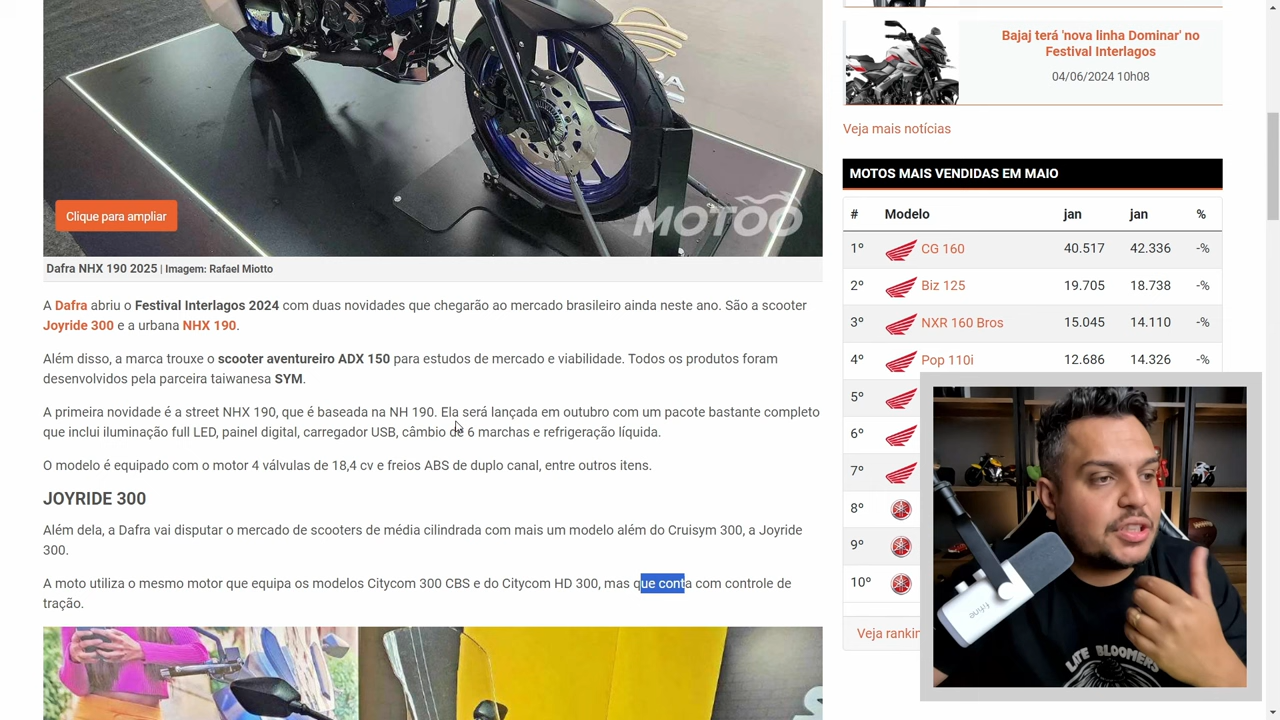 Bajaj terá 'nova linha Dominar' no
Festival Interlagos
04/06/2024 10h08
Veja mais notícias
MOTOS MAIS VENDIDAS EM MAIO
# Modelo jan jan %
1º CG 160 40.517 42.336 -%
2º Biz 125 19.705 18.738 -%
3º NXR 160 Bros 15.045 14.110 -%
4º Pop 110i 12.686 14.326 -%
5º
6º
7º
8º
9º
10º
Veja rankin
Clique para ampliar
MOTOO
Dafra NHX 190 2025 | Imagem: Rafael Miotto
A Dafra abriu o Festival Interlagos 2024 com duas novidades que chegarão ao mercado brasileiro ainda neste ano. São a scooter
Joyride 300 e a urbana NHX 190.
Além disso, a marca trouxe o scooter aventureiro ADX 150 para estudos de mercado e viabilidade. Todos os produtos foram
desenvolvidos pela parceira taiwanesa SYM.
A primeira novidade é a street NHX 190, que é baseada na NH 190. Ela será lançada em outubro com um pacote bastante completo
que inclui iluminação full LED, painel digital, carregador USB, câmbio de 6 marchas e refrigeração líquida.
O modelo é equipado com o motor 4 válvulas de 18,4 cv e freios ABS de duplo canal, entre outros itens.
JOYRIDE 300
Além dela, a Dafra vai disputar o mercado de scooters de média cilindrada com mais um modelo além do Cruisym 300, a Joyride
300.
A moto utiliza o mesmo motor que equipa os modelos Citycom 300 CBS e do Citycom HD 300, mas que conta com controle de
tração.
fifine
LATE BLOOMERS